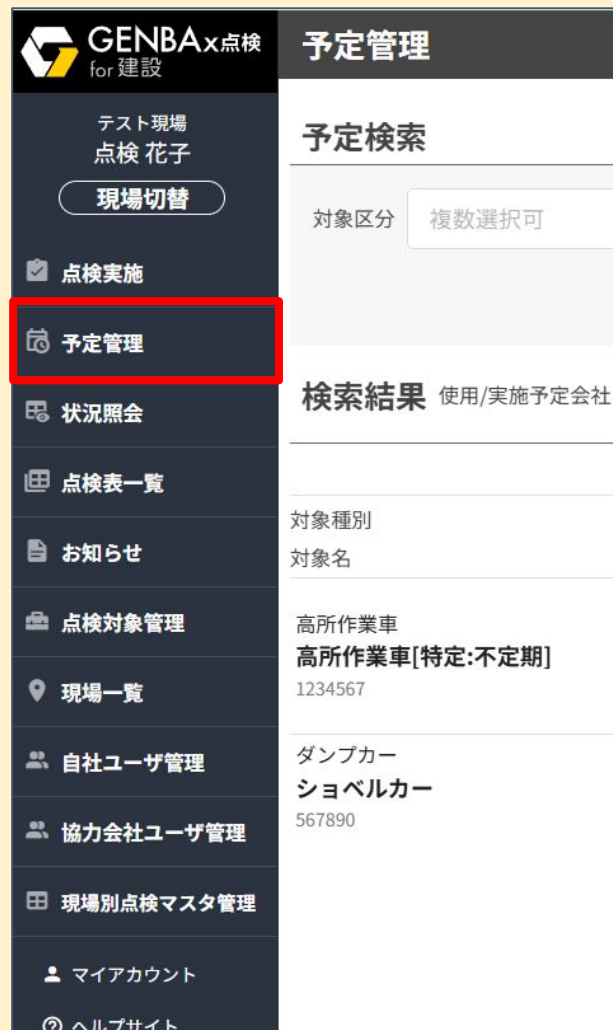 GENBAx点検
for 建設
テスト現場
点検 花子
現場切替
点検実施
予定管理
状況照会
点検表一覧
お知らせ
点検対象管理
現場一覧
自社ユーザ管理
協力会社ユーザ管理
現場別点検マスタ管理
マイアカウント
ヘルプサイト
予定管理
予定検索
対象区分 複数選択可
検索結果 使用/実施予定会社
対象種別
対象名
高所作業車
高所作業車[特定:不定期]
1234567
ダンプカー
ショベルカー
567890